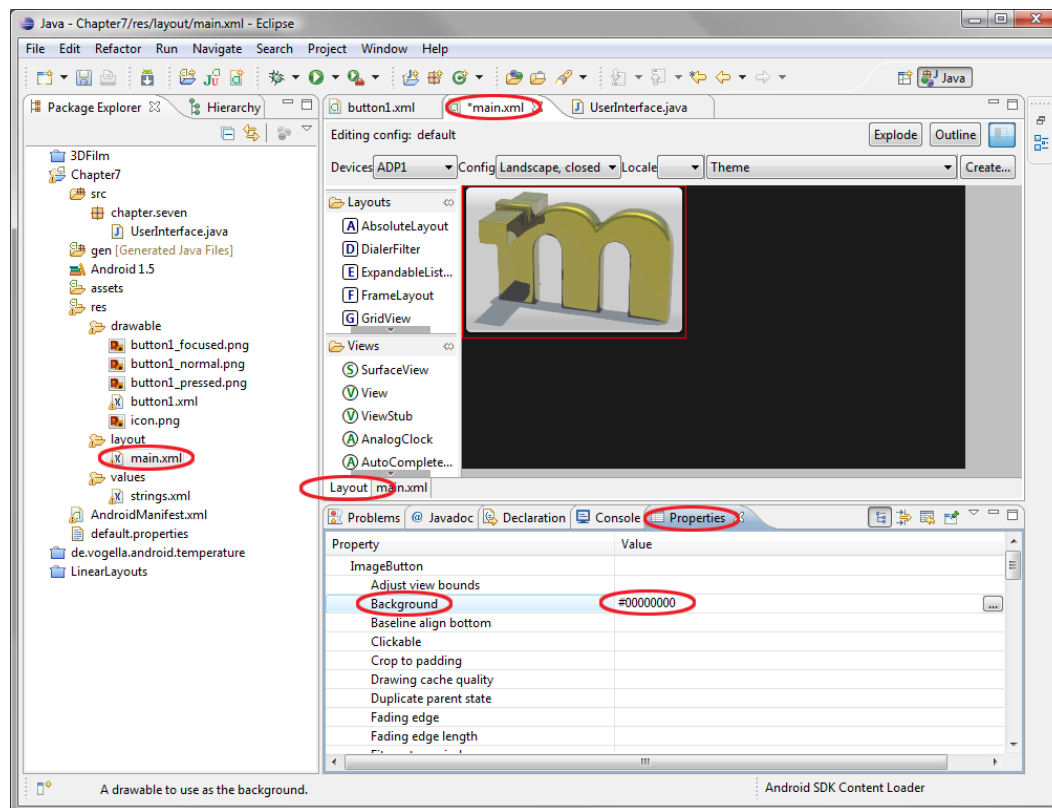 Java - Chapter7/res/layout/main.xml - Eclipse
File Edit Refactor Run Navigate Search Project Window Help
Java
Package Explorer
Hierarchy
3DFilm
Chapter7
src
chapter.seven
UserInterface.java
gen [Generated Java Files]
Android 1.5
assets
res
drawable
button1_focused.png
button1_normal.png
button1_pressed.png
button1.xml
icon.png
layout
main.xml
values
strings.xml
AndroidManifest.xml
default.properties
de.vogella.android.temperature
LinearLayouts
button1.xml *main.xml UserInterface.java
Editing config: default Explode Outline
Devices ADP1 Config Landscape, closed Locale Theme Create...
Layouts
A AbsoluteLayout
D DialerFilter
E ExpandableList...
F FrameLayout
G GridView
Views
S SurfaceView
V View
V ViewStub
A AnalogClock
A AutoComplete...
m
Layout main.xml
Problems @ Javadoc Declaration Console Properties
Property Value
ImageButton
Adjust view bounds
Background #00000000 ...
Baseline align bottom
Clickable
Crop to padding
Drawing cache quality
Duplicate parent state
Fading edge
Fading edge length
A drawable to use as the background. Android SDK Content Loader